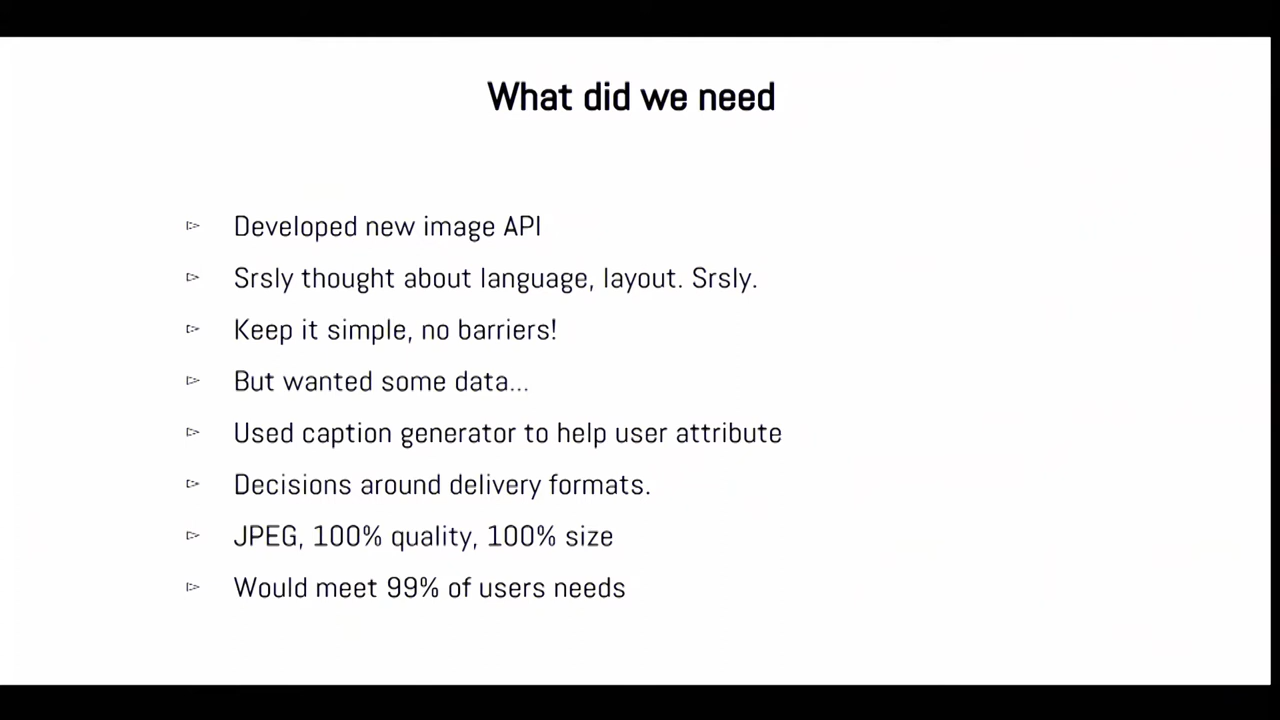 What did we need
Developed new image API
Srsly thought about language, layout. Srsly.
Keep it simple, no barriers!
But wanted some data...
Used caption generator to help user attribute
Decisions around delivery formats.
JPEG, 100% quality, 100% size
Would meet 99% of users needs